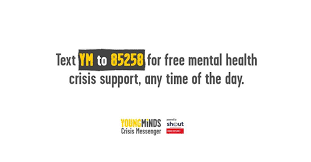 Text YM to 85258 for free mental health
crisis support, any time of the day.
YOUNGMiNDS
Crisis Messenger
shout